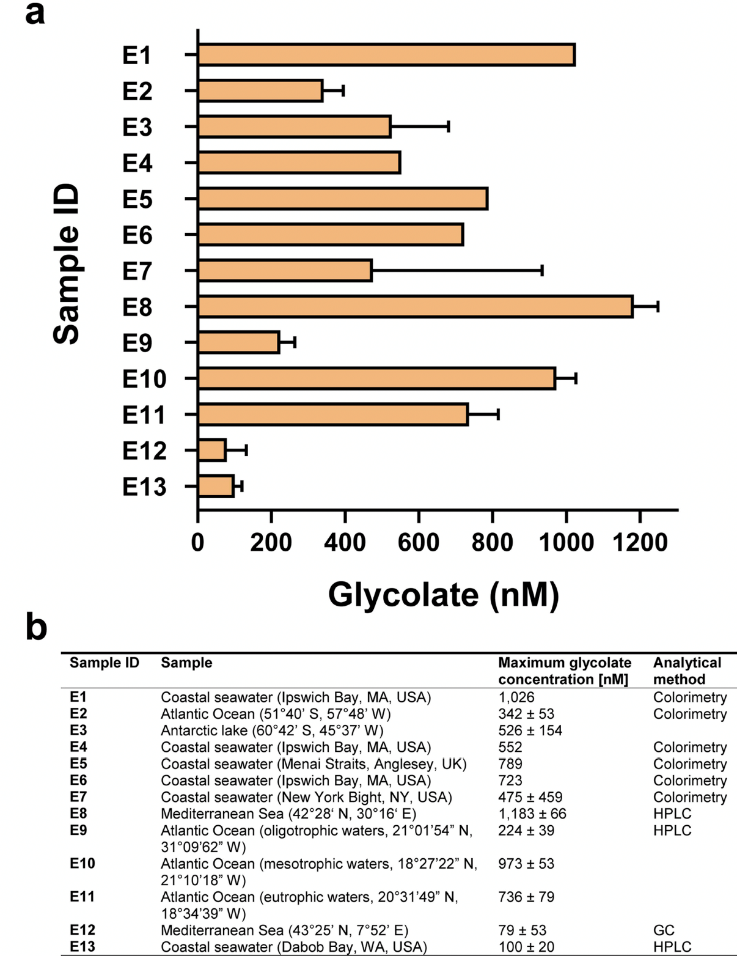 a
E1
E2
E3
E4
E5
E6
E7
E8
E9
E10
E11
E12
E13
Sample ID
0 200 400 600 800 1000 1200
Glycolate (nM)
b
Sample ID Sample Maximum glycolate Analytical
concentration [nM] method
E1 Coastal seawater (Ipswich Bay, MA, USA) 1,026 Colorimetry
E2 Atlantic Ocean (51°40’ S, 57°48’ W) 342 ± 53 Colorimetry
E3 Antarctic lake (60°42’ S, 45°37’ W) 526 ± 154
E4 Coastal seawater (Ipswich Bay, MA, USA) 552 Colorimetry
E5 Coastal seawater (Menai Straits, Anglesey, UK) 789 Colorimetry
E6 Coastal seawater (Ipswich Bay, MA, USA) 723 Colorimetry
E7 Coastal seawater (New York Bight, NY, USA) 475 ± 459 Colorimetry
E8 Mediterranean Sea (42°28‘ N, 30°16‘ E) 1,183 ± 66 HPLC
E9 Atlantic Ocean (oligotrophic waters, 21°01’54” N, 224 ± 39 HPLC
31°09’62” W)
E10 Atlantic Ocean (mesotrophic waters, 18°27’22” N, 973 ± 53
21°10’18” W)
E11 Atlantic Ocean (eutrophic waters, 20°31’49” N, 736 ± 79
18°34’39” W)
E12 Mediterranean Sea (43°25’ N, 7°52’ E) 79 ± 53 GC
E13 Coastal seawater (Dabob Bay, WA, USA) 100 ± 20 HPLC